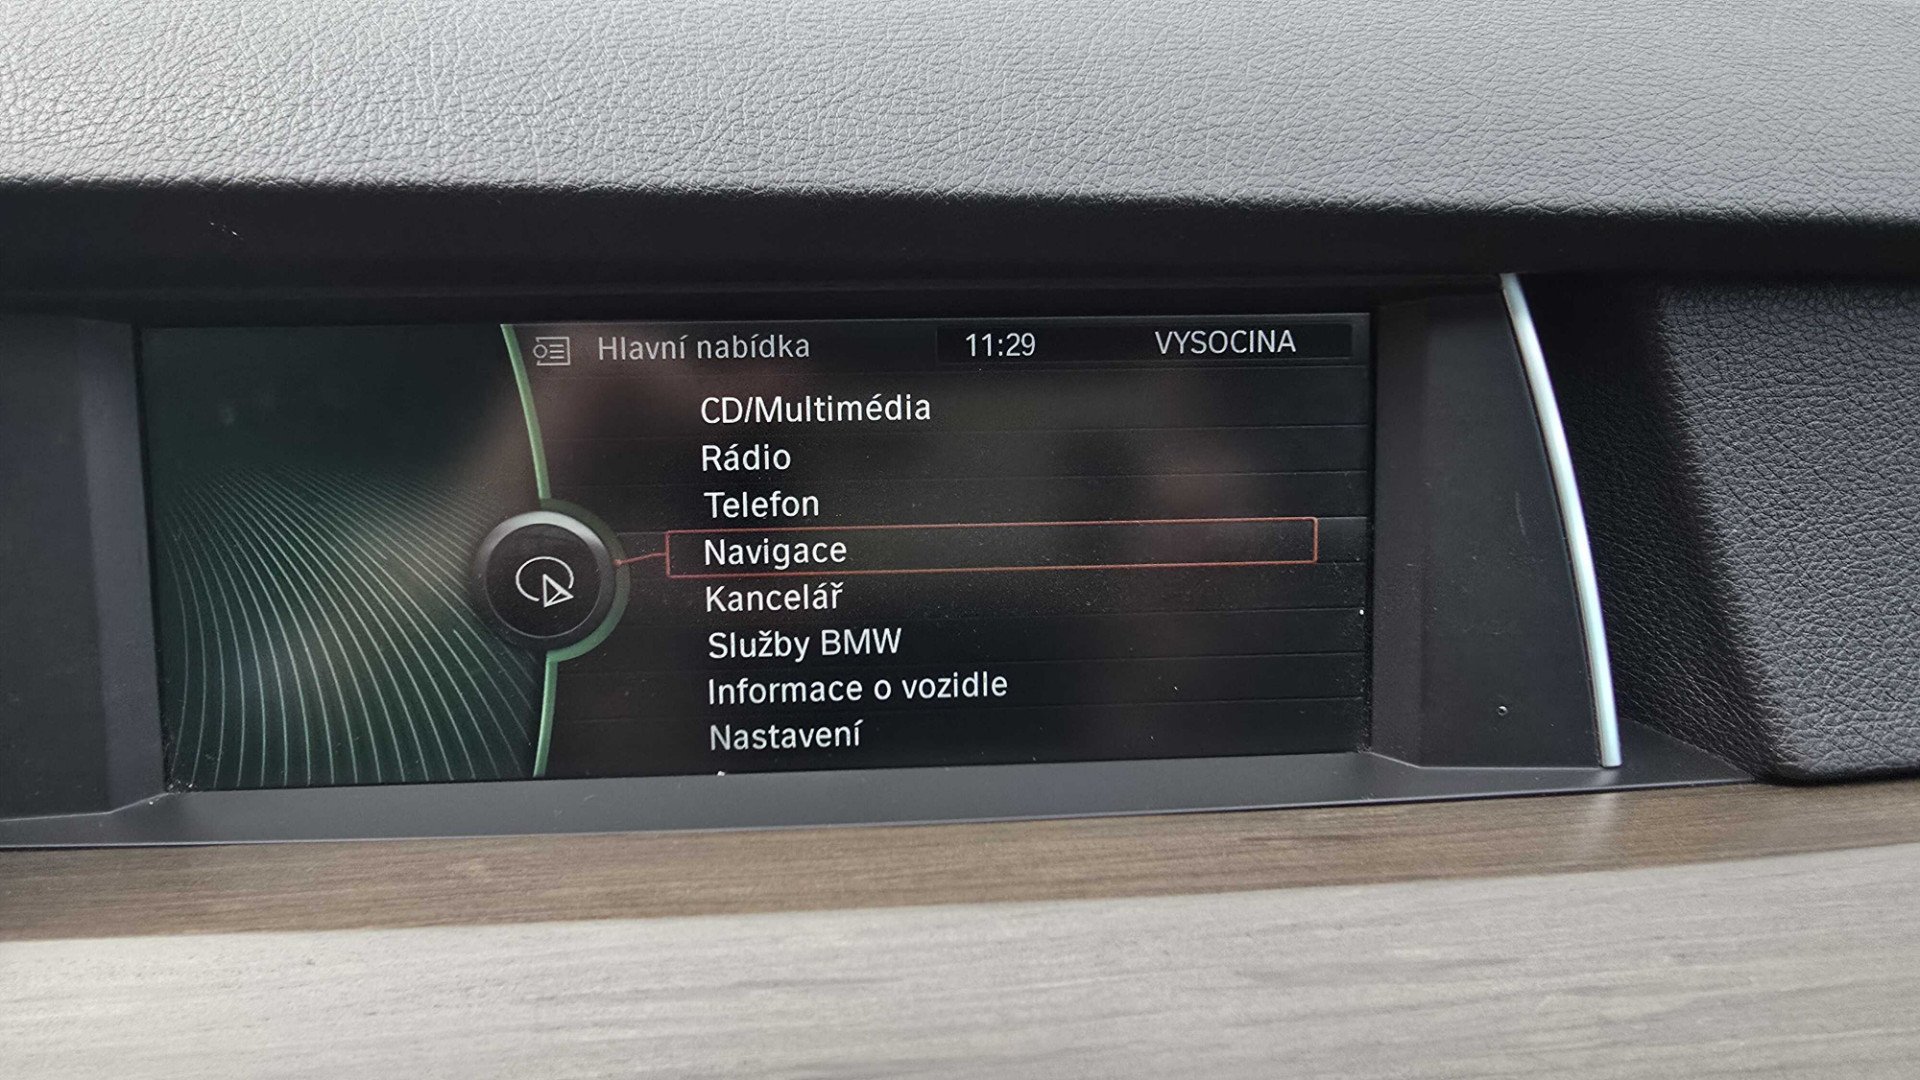 Hlavní nabídka 11:29 VYSOCINA
CD/Multimédia
Rádio
Telefon
Navigace
Kancelář
Služby BMW
Informace o vozidle
Nastavení